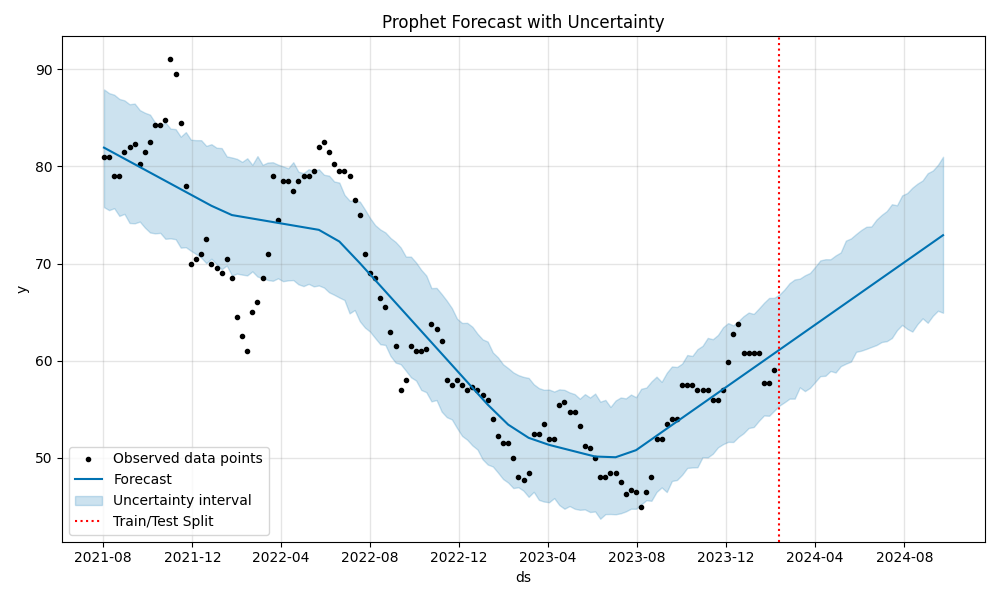 Prophet Forecast with Uncertainty
y
90
80
70
60
50
Observed data points
Forecast
Uncertainty interval
Train/Test Split
2021-08 2021-12 2022-04 2022-08 2022-12 2023-04 2023-08 2023-12 2024-04 2024-08
ds